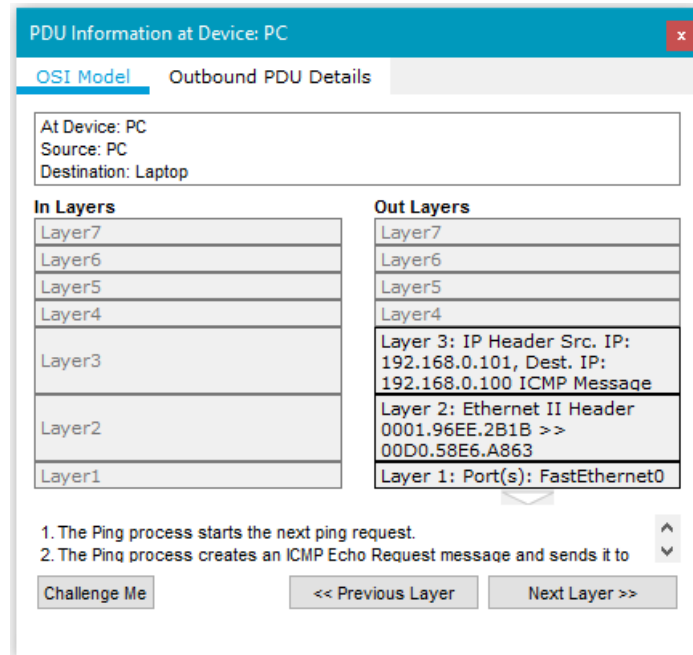 PDU Information at Device: PC
x
OSI Model Outbound PDU Details
At Device: PC
Source: PC
Destination: Laptop
In Layers Out Layers
Layer7 Layer7
Layer6 Layer6
Layer5 Layer5
Layer4 Layer4
Layer3
Layer 3: IP Header Src. IP:
192.168.0.101, Dest. IP:
192.168.0.100 ICMP Message
Layer2
Layer 2: Ethernet II Header
0001.96EE.2B1B >>
00D0.58E6.A863
Layer1 Layer 1: Port(s): FastEthernet0
1. The Ping process starts the next ping request.
2. The Ping process creates an ICMP Echo Request message and sends it to
Challenge Me << Previous Layer Next Layer >>